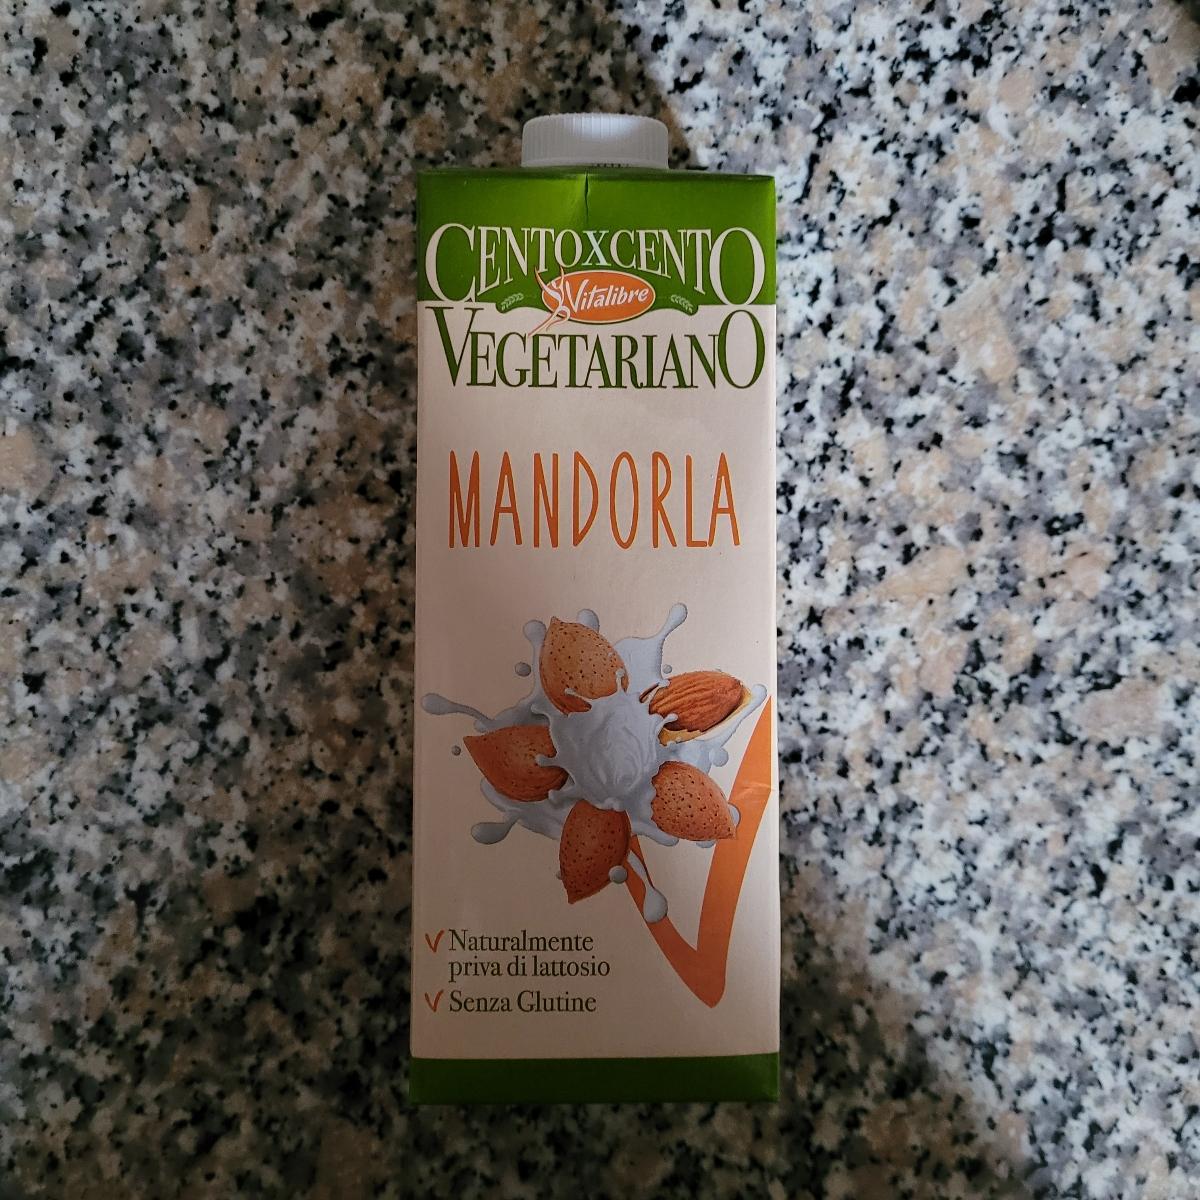 CENTOXCENTO
Vitalibre
VEGETARIANO
MANDORLA
Naturalmente
priva di lattosio
Senza Glutine